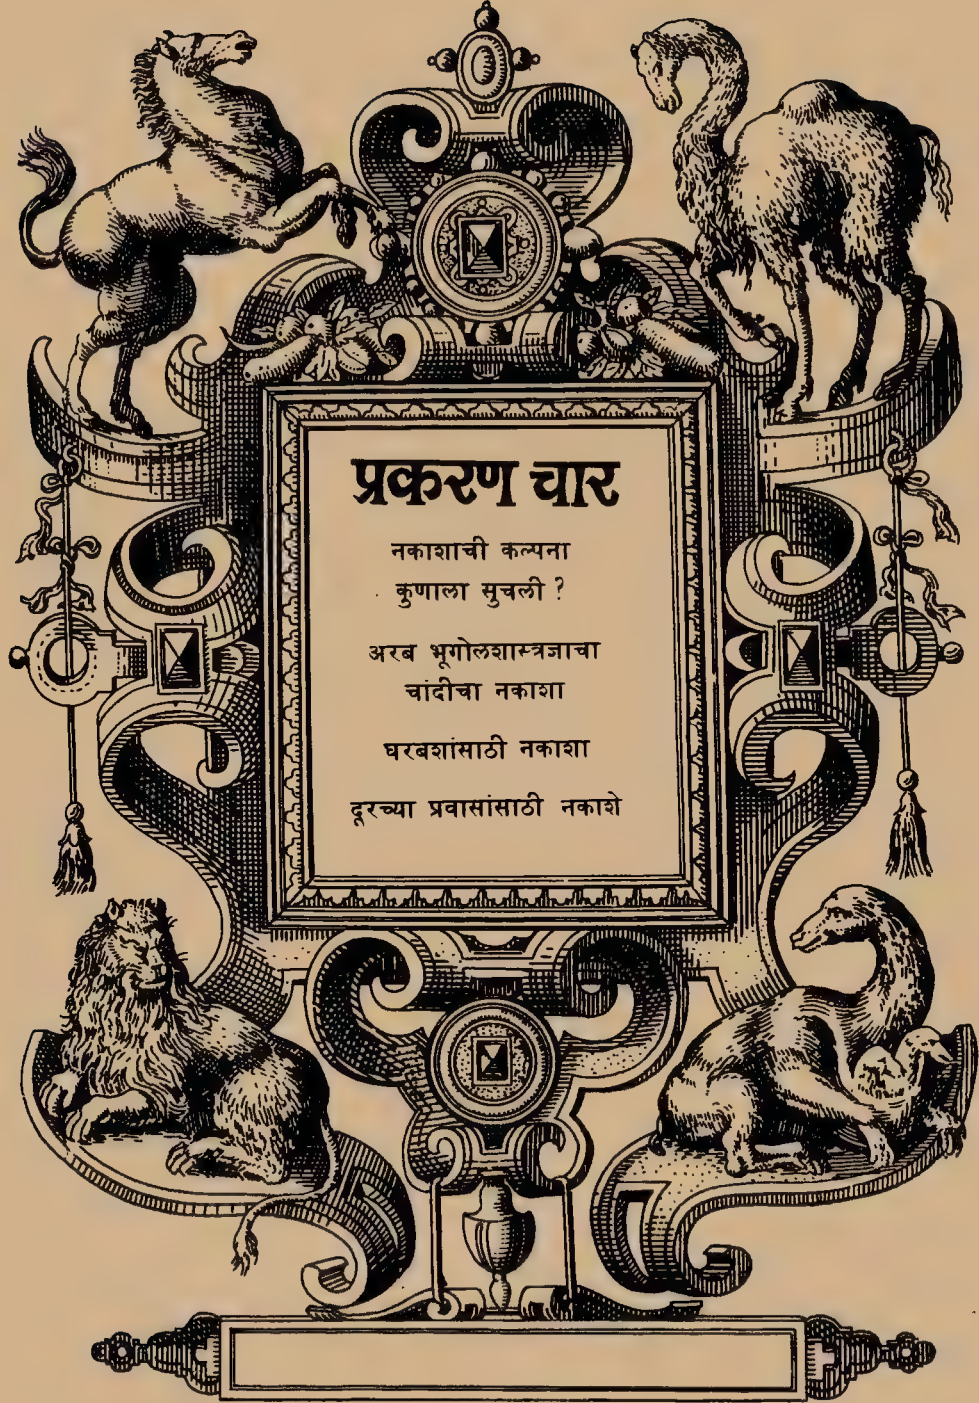 प्रकरण चार
नकाशाची कल्पना
कुणाला सुचली ?
अरब भूगोलशास्त्रज्ञाचा
चांदीचा नकाशा
घरबशांसाठी नकाशा
दूरच्या प्रवासांसाठी नकाशे